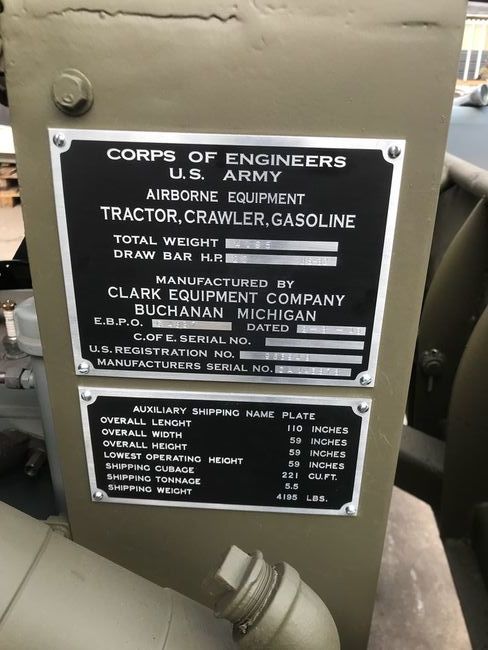 CORPS OF ENGINEERS
U.S. ARMY
AIRBORNE EQUIPMENT
TRACTOR, CRAWLER, GASOLINE
TOTAL WEIGHT
DRAW BAR H.P.
MANUFACTURED BY
CLARK EQUIPMENT COMPANY
BUCHANAN MICHIGAN
E.B.P.O. DATED
C.OF E. SERIAL NO.
U.S. REGISTRATION NO.
MANUFACTURERS SERIAL NO.
AUXILIARY SHIPPING NAME PLATE
OVERALL LENGHT 110 INCHES
OVERALL WIDTH 59 INCHES
OVERALL HEIGHT 59 INCHES
LOWEST OPERATING HEIGHT 59 INCHES
SHIPPING CUBAGE 221 CU.FT.
SHIPPING TONNAGE 5.5
SHIPPING WEIGHT 4195 LBS.